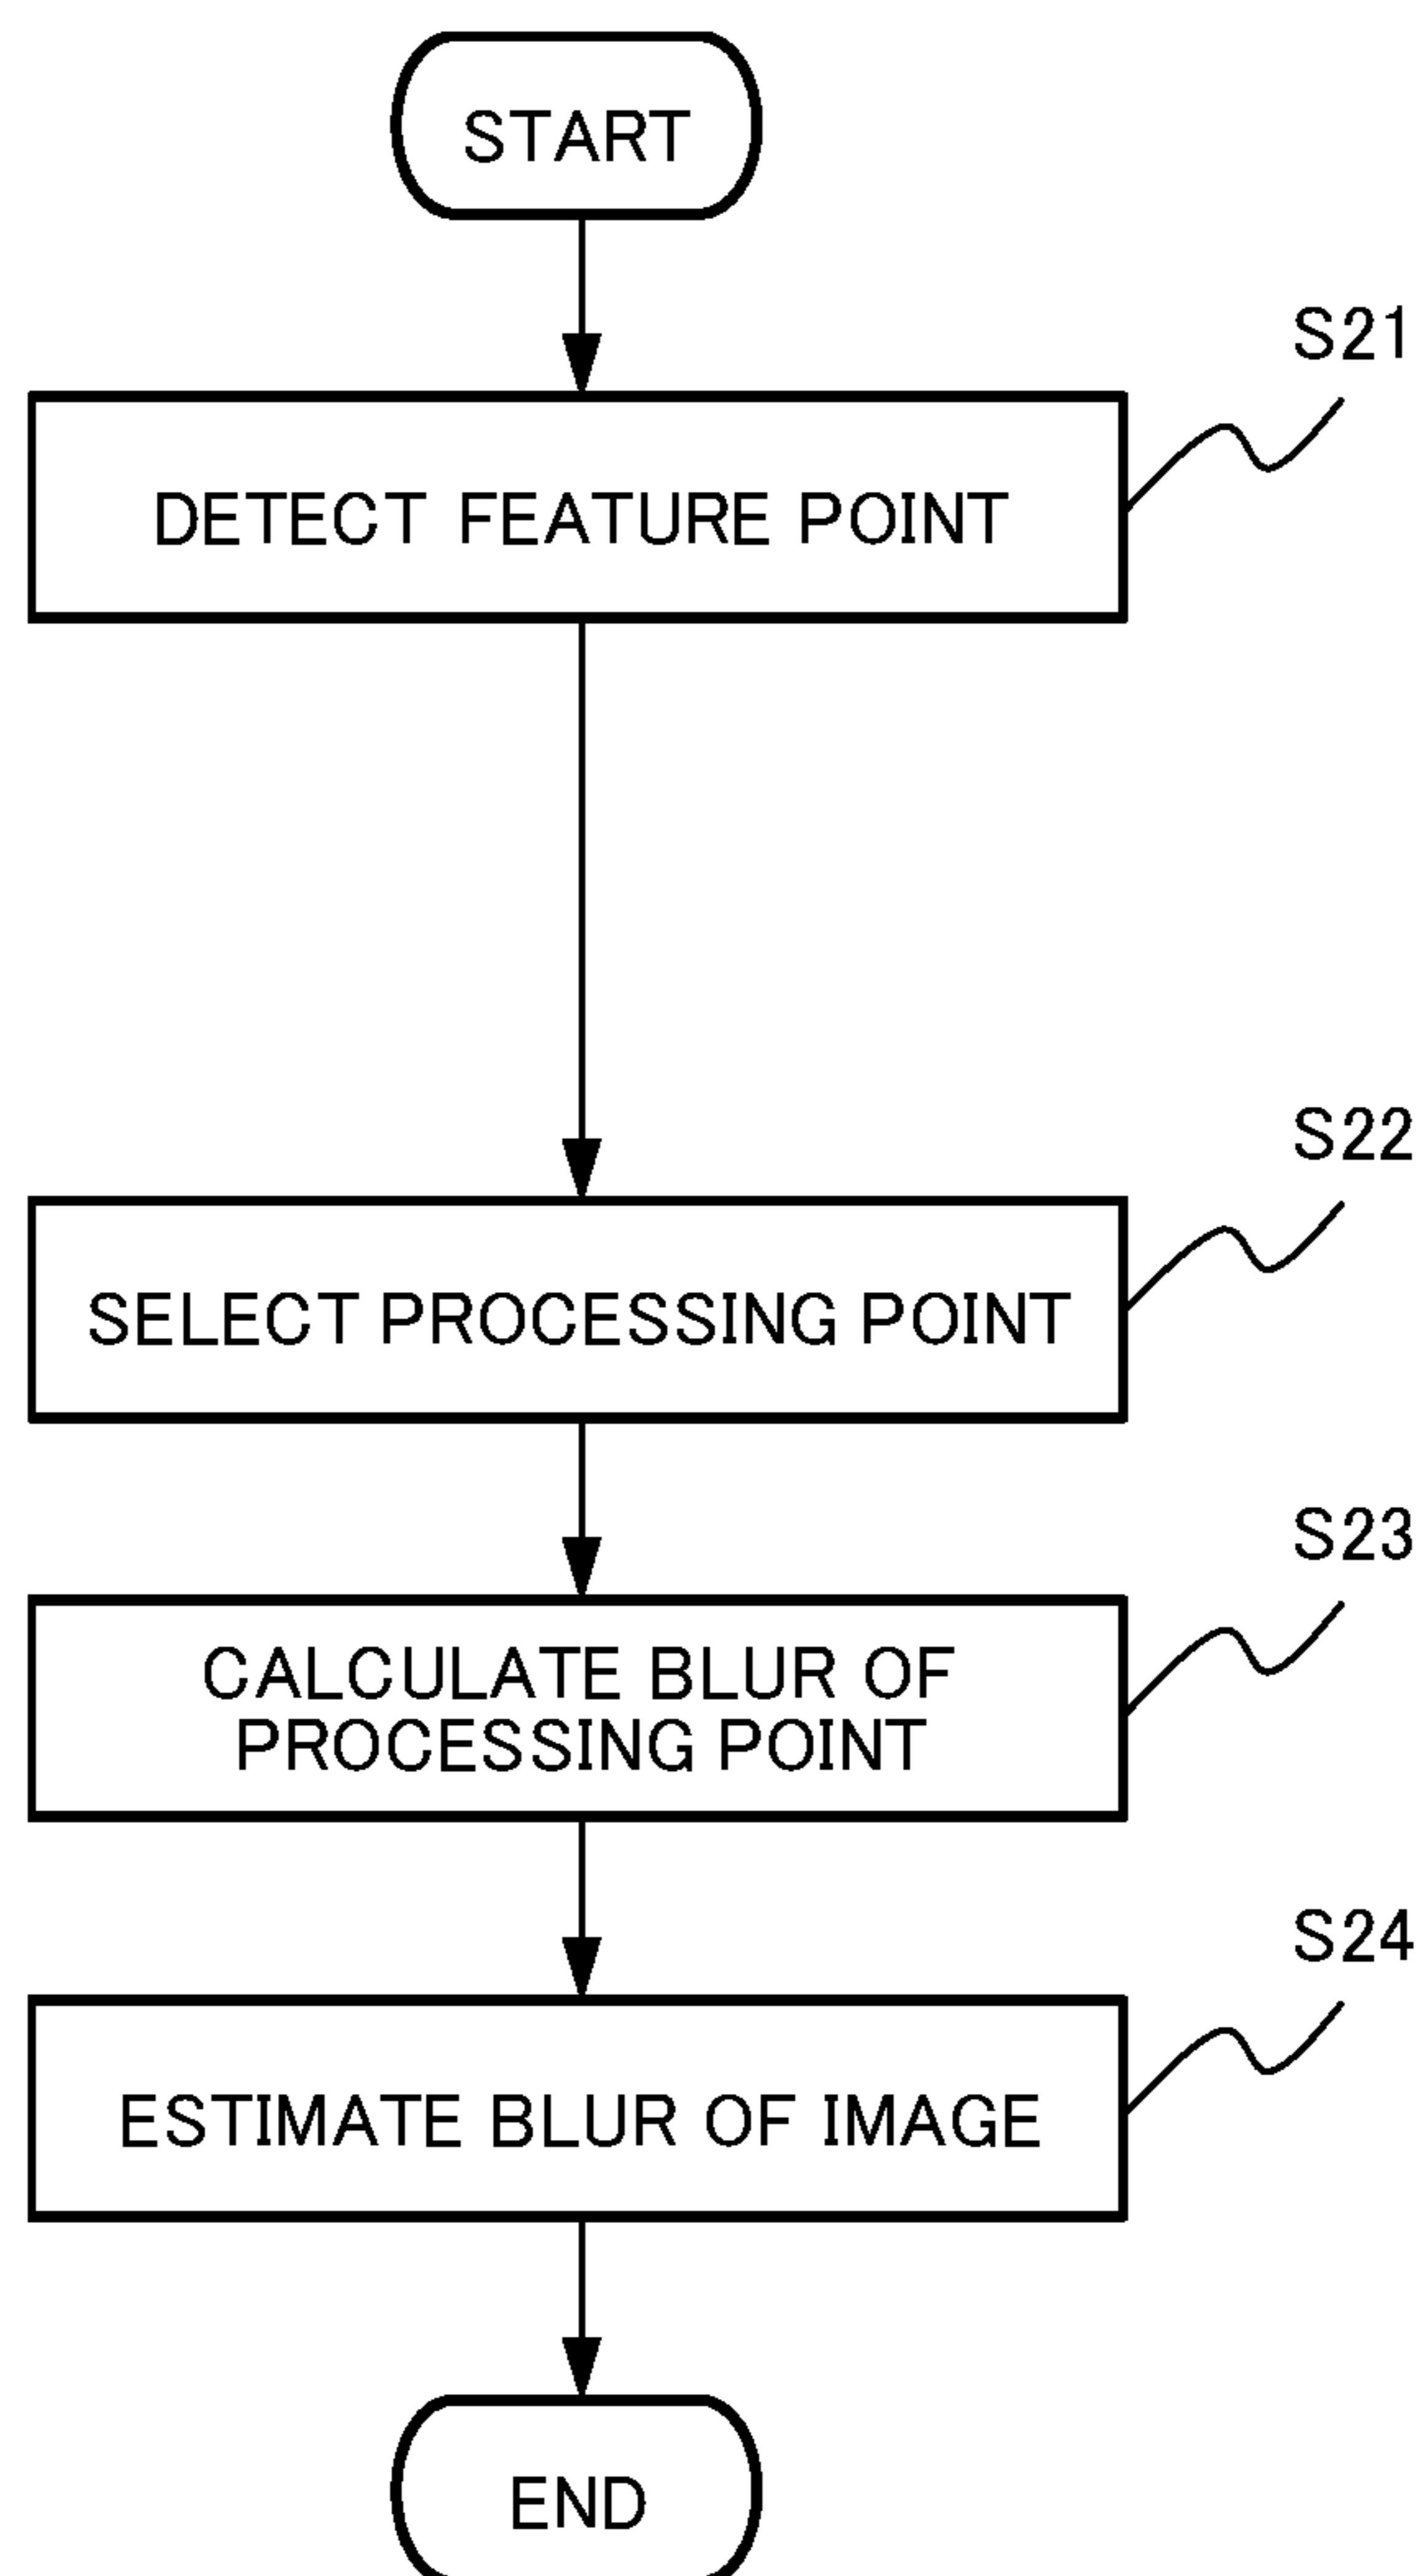 START
S21
DETECT FEATURE POINT
S22
SELECT PROCESSING POINT
S23
CALCULATE BLUR OF
PROCESSING POINT
S24
ESTIMATE BLUR OF IMAGE
END